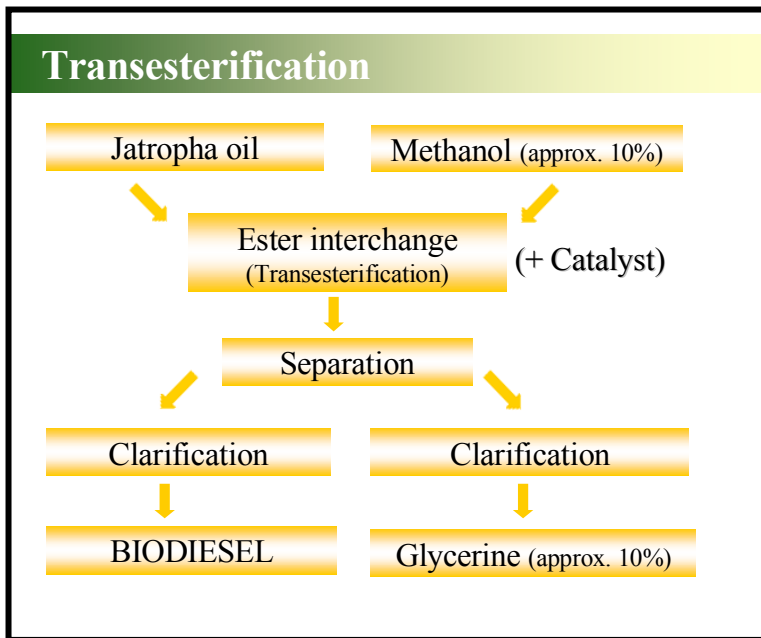 Transesterification
Jatropha oil
Methanol (approx. 10%)
Ester interchange
(Transesterification)
(+ Catalyst)
Separation
Clarification
Clarification
BIODIESEL
Glycerine (approx. 10%)